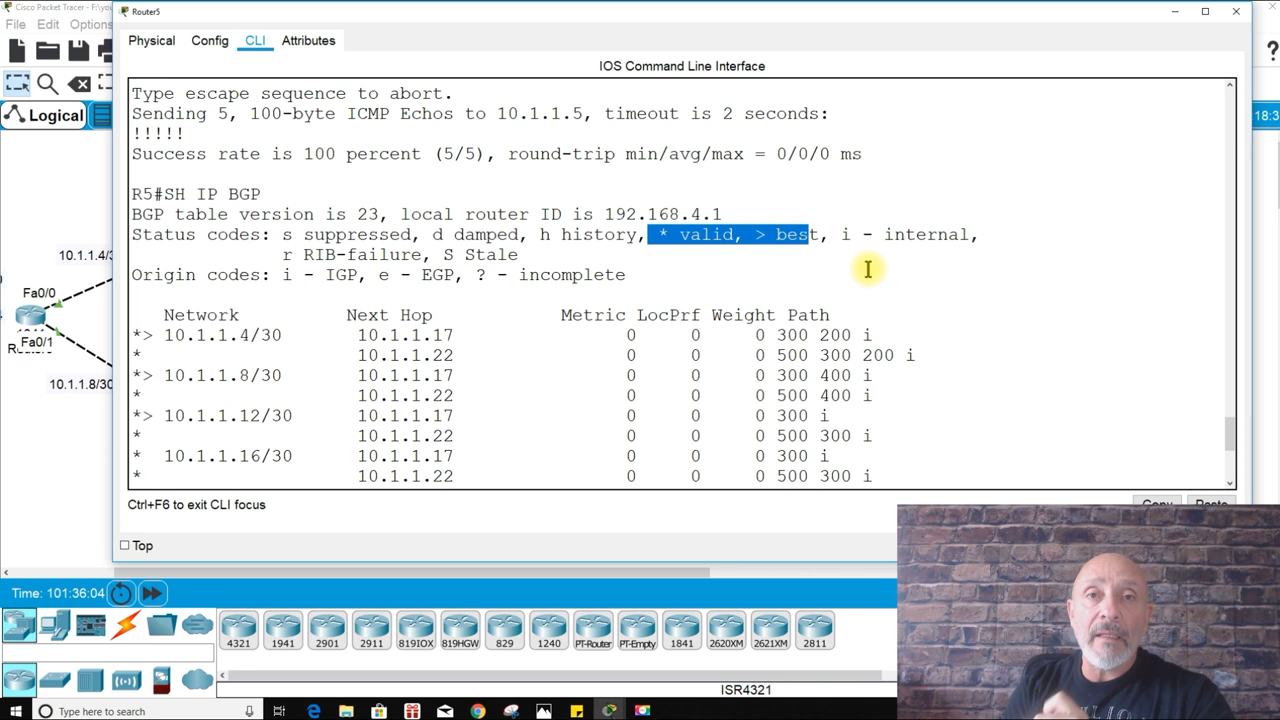 Cisco Packet Tracer - F:\you
Router5
File Edit Options
Physical Config CLI Attributes
IOS Command Line Interface
Logical
18:3
Type escape sequence to abort.
Sending 5, 100-byte ICMP Echos to 10.1.1.5, timeout is 2 seconds:
!!!!!
Success rate is 100 percent (5/5), round-trip min/avg/max = 0/0/0 ms
R5#SH IP BGP
BGP table version is 23, local router ID is 192.168.4.1
Status codes: s suppressed, d damped, h history, * valid, > best, i - internal,
r RIB-failure, S Stale
Origin codes: i - IGP, e - EGP, ? - incomplete
Network Next Hop Metric LocPrf Weight Path
*> 10.1.1.4/30 10.1.1.17 0 0 0 300 200 i
* 10.1.1.22 0 0 0 500 300 200 i
*> 10.1.1.8/30 10.1.1.17 0 0 0 300 400 i
* 10.1.1.22 0 0 0 500 400 i
*> 10.1.1.12/30 10.1.1.17 0 0 0 300 i
* 10.1.1.22 0 0 0 500 300 i
* 10.1.1.16/30 10.1.1.17 0 0 0 300 i
* 10.1.1.22 0 0 0 500 300 i
10.1.1.4/
Fa0/0
Fa0/1
10.1.1.8/30
Ctrl+F6 to exit CLI focus
Copy Paste
Top
Time: 101:36:04
4321 1941 2901 2911 819IOX 819HGW 829 1240 PT-Router PT-Empty 1841 2620XM 2621XM 2811
ISR4321
Type here to search